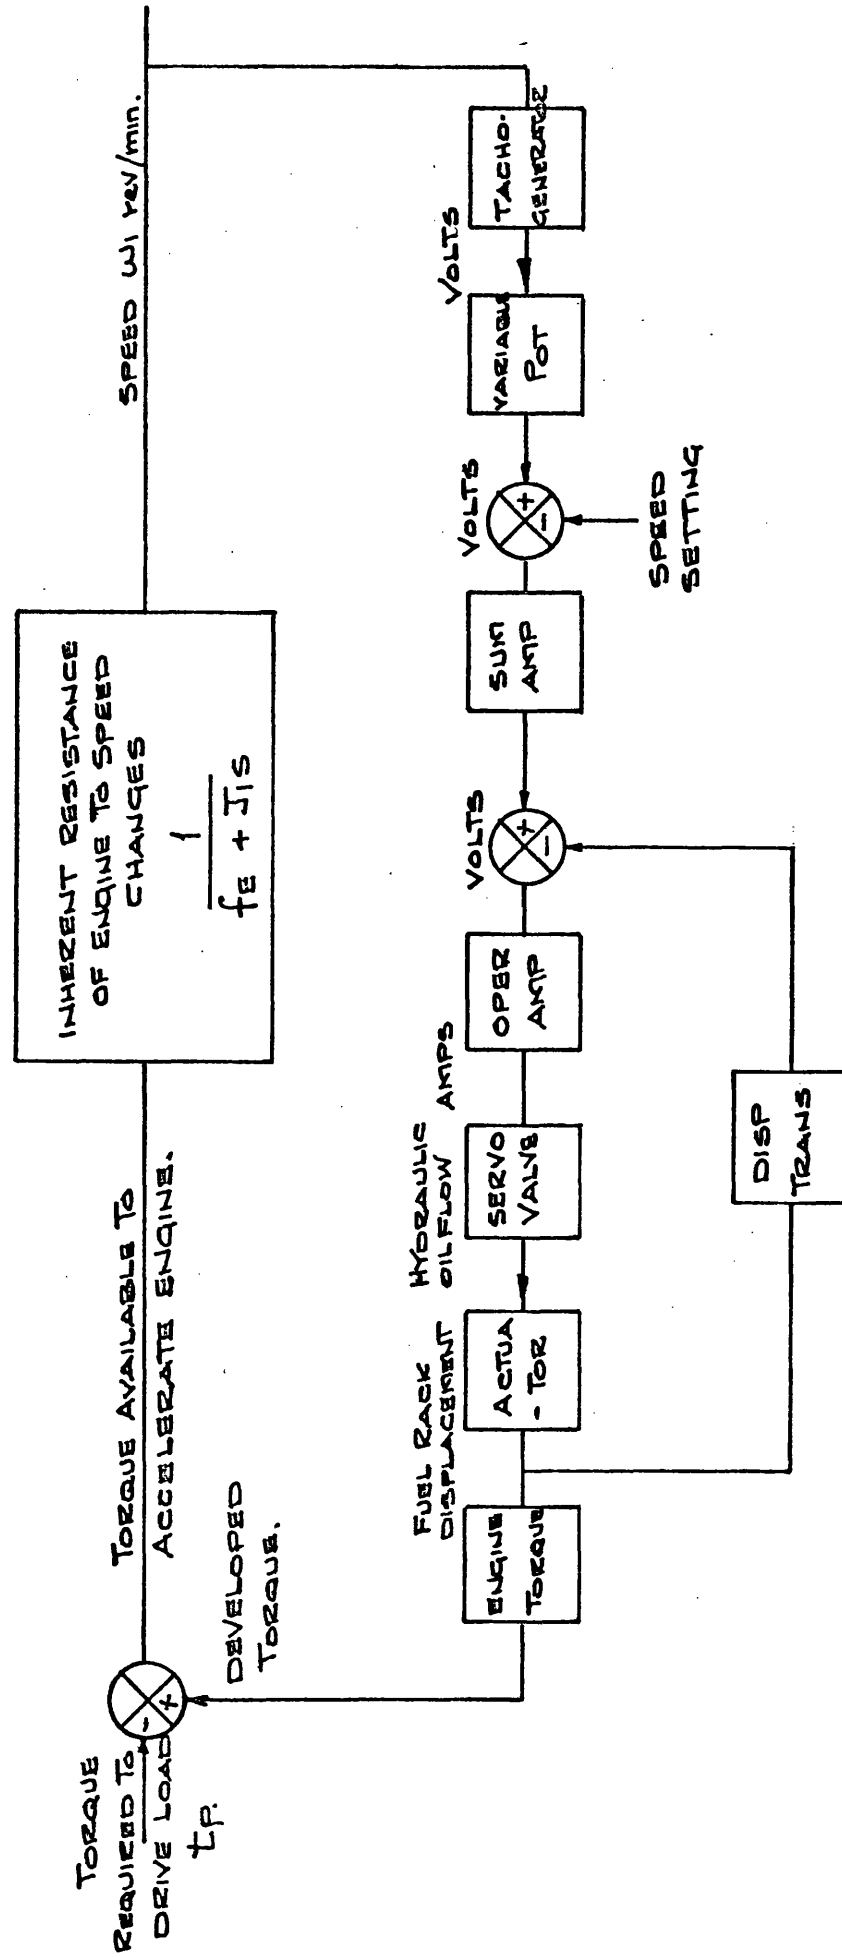 TORQUE
REQUIRED TO
DRIVE LOAD
tp.
-
+
DEVELOPED
TORQUE.
TORQUE AVAILABLE TO
ACCELERATE ENGINE.
INHERENT RESISTANCE
OF ENGINE TO SPEED
CHANGES
1
fE + J1S
SPEED W1 rev/min.
ENGINE
TORQUE
FUEL RACK
DISPLACEMENT
ACTUA
- TOR
HYDRAULIC
OIL FLOW
SERVO
VALVE
AMPS
OPER
AMP
VOLTS
+
-
SUM
AMP
VOLTS
+
-
SPEED
SETTING
VARIABLE
POT
VOLTS
TACHO-
GENERATOR
DISP
TRANS